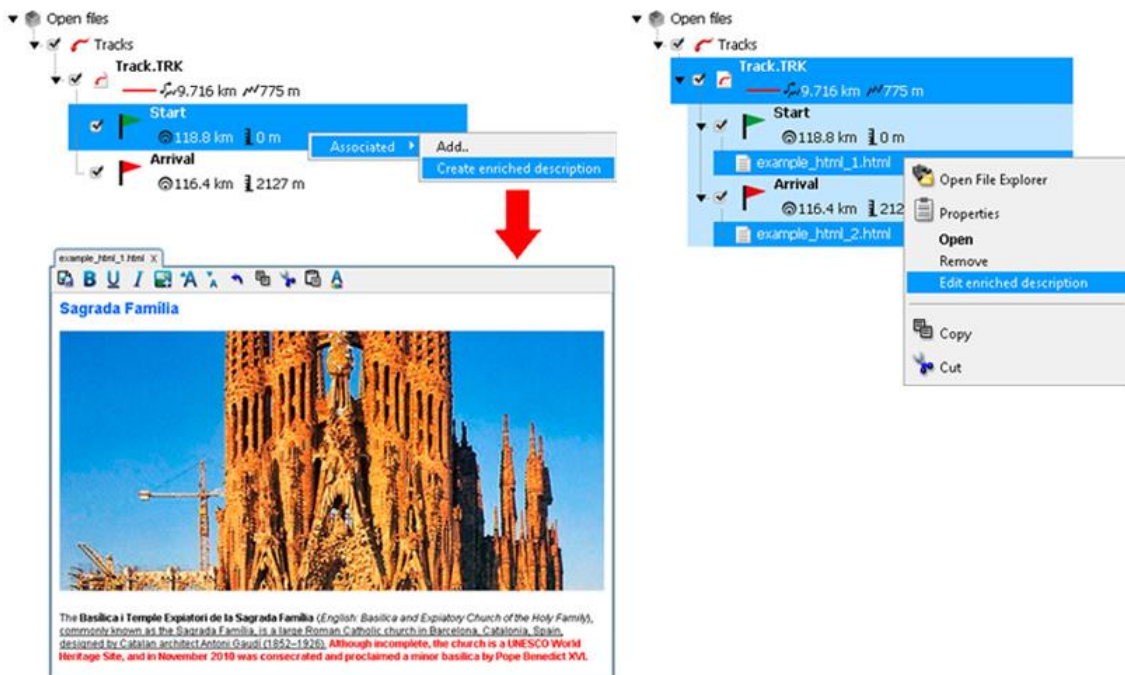 Open files
Tracks
Track.TRK
9.716 km 775 m
Start
118.8 km 0 m
Arrival
116.4 km 2127 m
Associated
Add..
Create enriched description
example_html_1.html X
B U I A A A
Sagrada Família
The Basílica i Temple Expiatori de la Sagrada Família (English: Basilica and Expiatory Church of the Holy Family),
commonly known as the Sagrada Família, is a large Roman Catholic church in Barcelona, Catalonia, Spain,
designed by Catalan architect Antoni Gaudí (1852–1926). Although incomplete, the church is a UNESCO World
Heritage Site, and in November 2010 was consecrated and proclaimed a minor basilica by Pope Benedict XVI.
Open files
Tracks
Track.TRK
9.716 km 775 m
Start
118.8 km 0 m
example_html_1.html
Arrival
116.4 km 212
example_html_2.html
Open File Explorer
Properties
Open
Remove
Edit enriched description
Copy
Cut